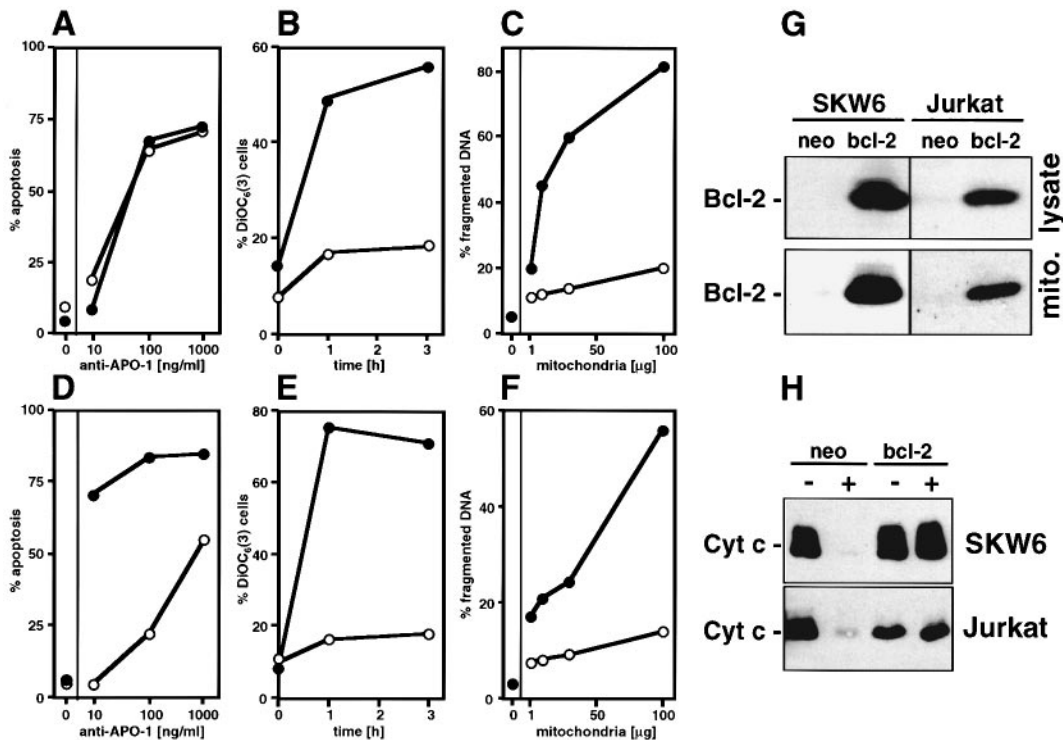 A
% apoptosis
100
75
50
25
0
0 10 100 1000
anti-APO-1 [ng/ml]
B
% DiOC6(3) cells
60
40
20
0
0 1 2 3
time [h]
C
% fragmented DNA
80
60
40
20
0
0 1 50 100
mitochondria [µg]
D
% apoptosis
100
75
50
25
0
0 10 100 1000
anti-APO-1 [ng/ml]
E
% DiOC6(3) cells
80
60
40
20
0
0 1 2 3
time [h]
F
% fragmented DNA
60
40
20
0
0 1 50 100
mitochondria [µg]
G
SKW6 Jurkat
neo bcl-2 neo bcl-2
Bcl-2 - lysate
Bcl-2 - mito.
H
neo bcl-2
- + - +
Cyt c - SKW6
Cyt c - Jurkat